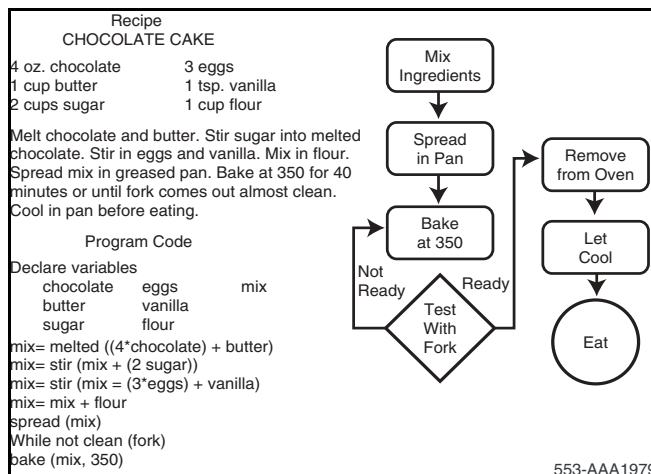 Recipe
CHOCOLATE CAKE
4 oz. chocolate 3 eggs
1 cup butter 1 tsp. vanilla
2 cups sugar 1 cup flour
Melt chocolate and butter. Stir sugar into melted
chocolate. Stir in eggs and vanilla. Mix in flour.
Spread mix in greased pan. Bake at 350 for 40
minutes or until fork comes out almost clean.
Cool in pan before eating.
Program Code
Declare variables
chocolate eggs mix
butter vanilla
sugar flour
mix= melted ((4*chocolate) + butter)
mix= stir (mix + (2 sugar))
mix= stir (mix = (3*eggs) + vanilla)
mix= mix + flour
spread (mix)
While not clean (fork)
bake (mix, 350)
Mix
Ingredients
Spread
in Pan
Bake
at 350
Not
Ready
Test
With
Fork
Ready
Remove
from Oven
Let
Cool
Eat
553-AAA1979